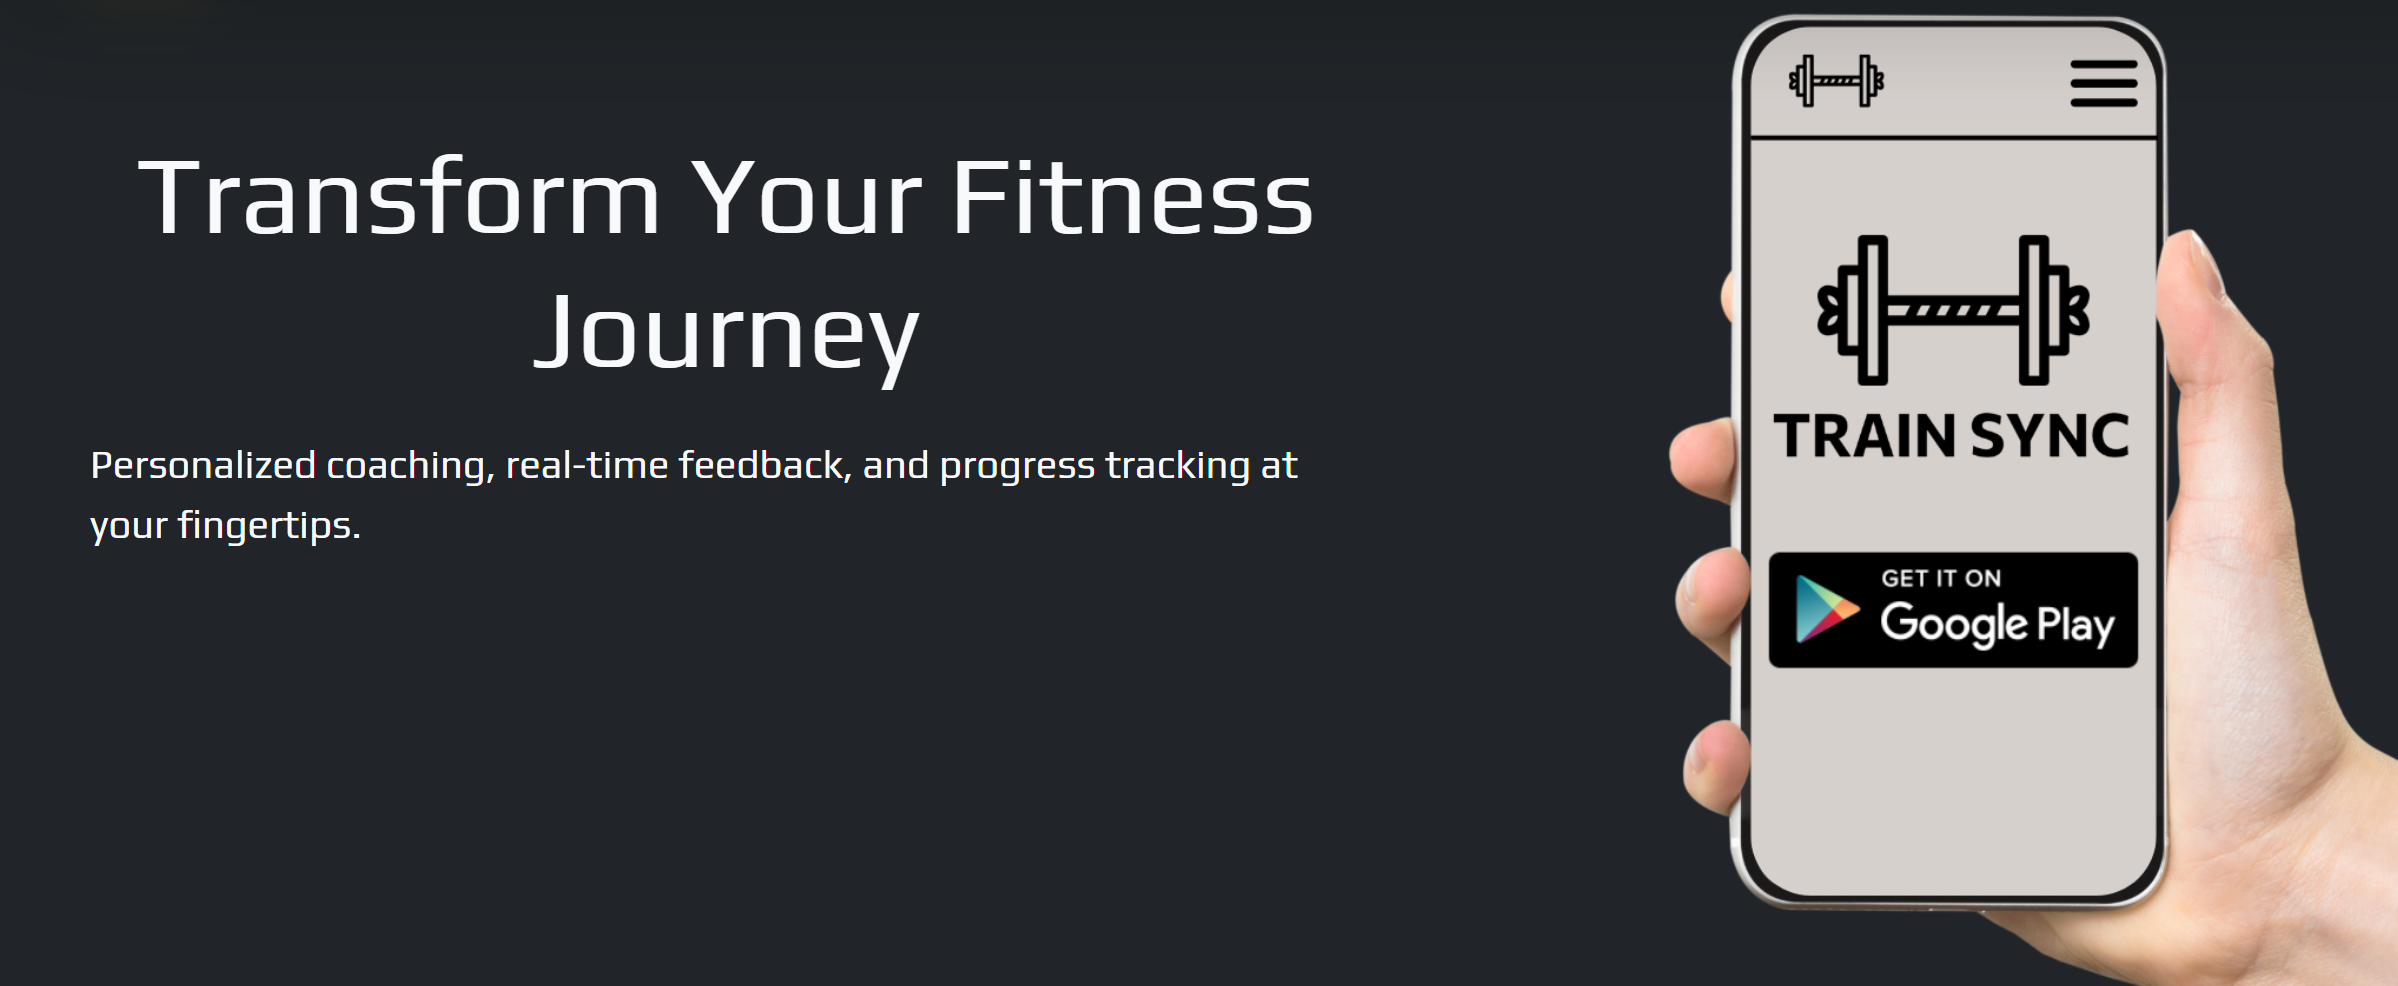 Transform Your Fitness
Journey
Personalized coaching, real-time feedback, and progress tracking at
your fingertips.
TRAIN SYNC
GET IT ON
Google Play